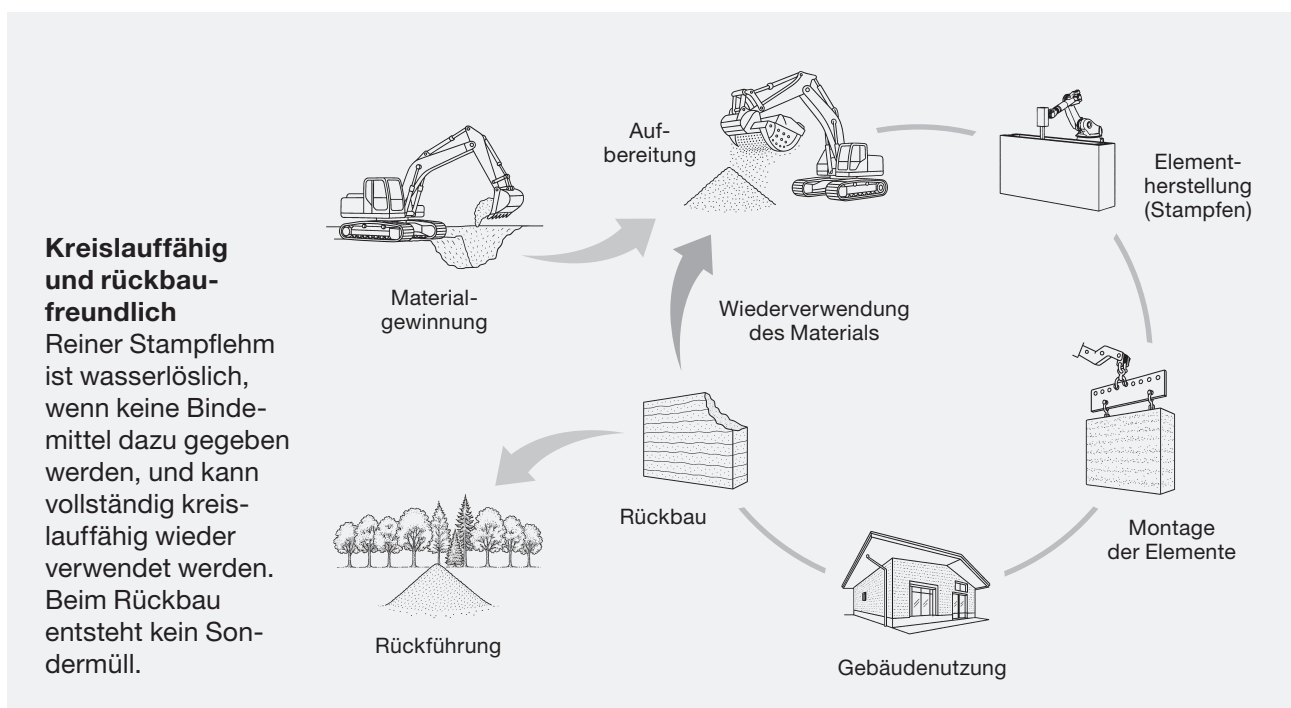 Kreislauffähig
und rückbau-
freundlich
Reiner Stampflehm
ist wasserlöslich,
wenn keine Binde-
mittel dazu gegeben
werden, und kann
vollständig kreis-
lauffähig wieder
verwendet werden.
Beim Rückbau
entsteht kein Son-
dermüll.
Material-
gewinnung
Auf-
bereitung
Element-
herstellung
(Stampfen)
Montage
der Elemente
Gebäudenutzung
Rückbau
Wiederverwendung
des Materials
Rückführung